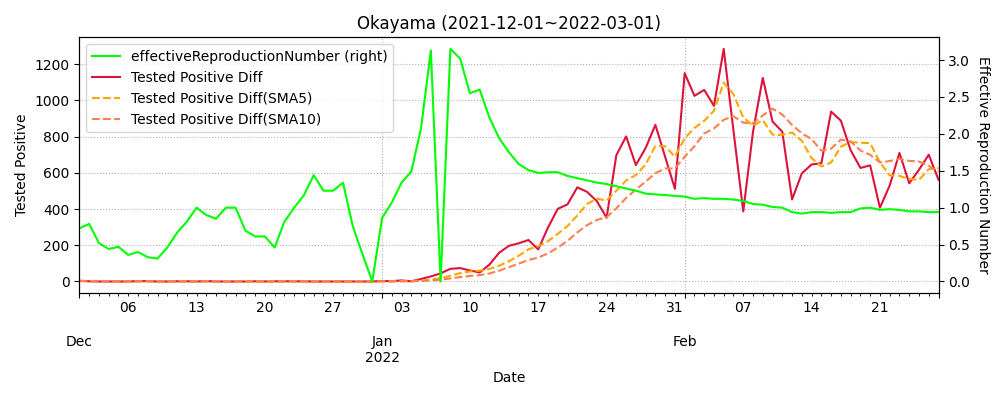 Okayama (2021-12-01~2022-03-01)
effectiveReproductionNumber (right)
Tested Positive Diff
Tested Positive Diff(SMA5)
Tested Positive Diff(SMA10)
Tested Positive
1200
1000
800
600
400
200
0
Effective Reproduction Number
3.0
2.5
2.0
1.5
1.0
0.5
0.0
06 13 20 27 03 10 17 24 31 07 14 21
Dec Jan Feb
2022
Date